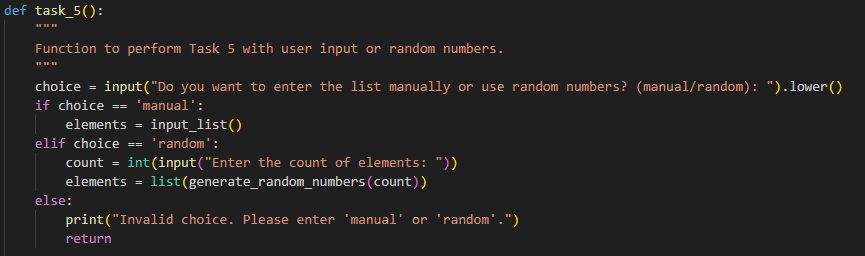 def task_5():
    """
    Function to perform Task 5 with user input or random numbers.
    """
    choice = input("Do you want to enter the list manually or use random numbers? (manual/random): ").lower()
    if choice == 'manual':
        elements = input_list()
    elif choice == 'random':
        count = int(input("Enter the count of elements: "))
        elements = list(generate_random_numbers(count))
    else:
        print("Invalid choice. Please enter 'manual' or 'random'.")
        return